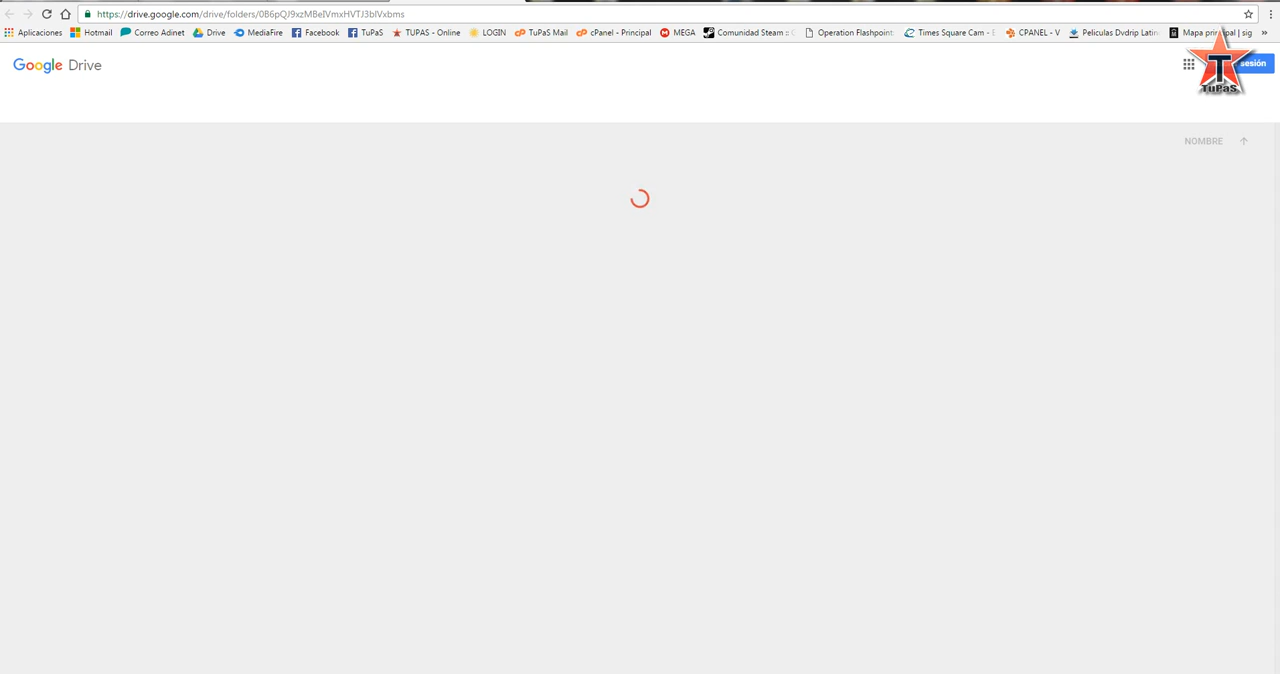 https://drive.google.com/drive/folders/0B6pQJ9xzMBeIVmxHVTJ3blVxbms
Aplicaciones Hotmail Correo Adinet Drive MediaFire Facebook TuPaS TUPAS - Online LOGIN TuPaS Mail cPanel - Principal MEGA Comunidad Steam :: Operation Flashpoint: Times Square Cam - CPANEL - V Peliculas Dvdrip Latin Mapa principal | sig »
Google Drive
sesión
TuPaS
NOMBRE